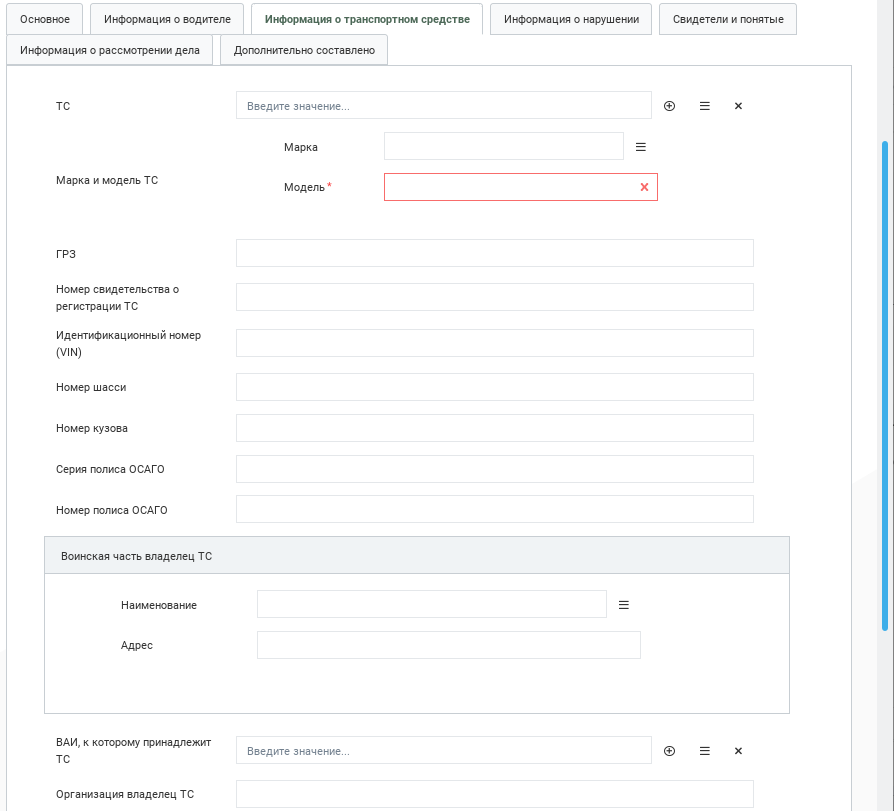 Основное
Информация о водителе
Информация о транспортном средстве
Информация о нарушении
Свидетели и понятые
Информация о рассмотрении дела
Дополнительно составлено
ТС
Введите значение...
Марка
Марка и модель ТС
Модель *
ГРЗ
Номер свидетельства о
регистрации ТС
Идентификационный номер
(VIN)
Номер шасси
Номер кузова
Серия полиса ОСАГО
Номер полиса ОСАГО
Воинская часть владелец ТС
Наименование
Адрес
ВАИ, к которому принадлежит
ТС
Введите значение...
Организация владелец ТС